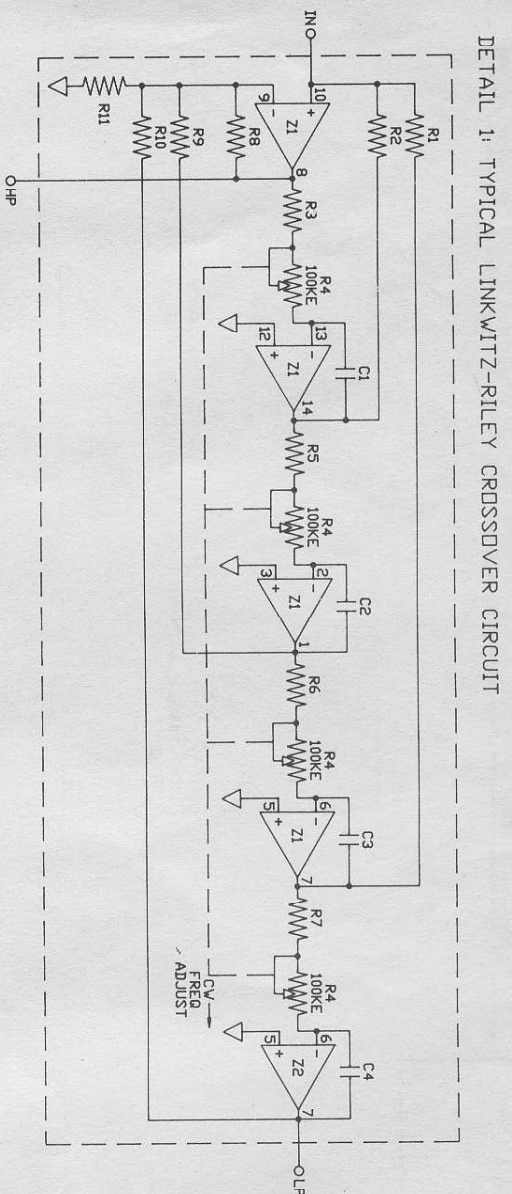 DETAIL 1: TYPICAL LINKWITZ-RILEY CROSSOVER CIRCUIT
IN
R1
R2
10
+
Z1
8
9
-
R8
R9
R10
R11
HP
R3
R4
100KE
13
-
Z1
14
12
+
C1
R5
R4
100KE
2
-
Z1
1
3
+
C2
R6
R4
100KE
6
-
Z1
7
5
+
C3
R7
R4
100KE
6
-
Z2
7
5
+
C4
CW
FREQ
ADJUST
LP